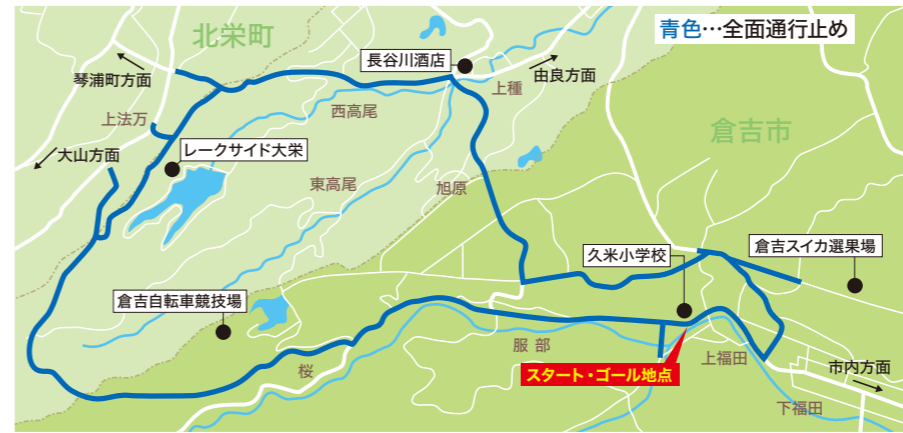 青色…全面通行止め
北栄町
長谷川酒店
琴浦町方面
由良方面
上種
上法万
西高尾
倉吉市
大山方面
レークサイド大栄
東高尾
旭原
久米小学校
倉吉スイカ選果場
倉吉自転車競技場
服部
上福田
桜
スタート・ゴール地点
市内方面
下福田